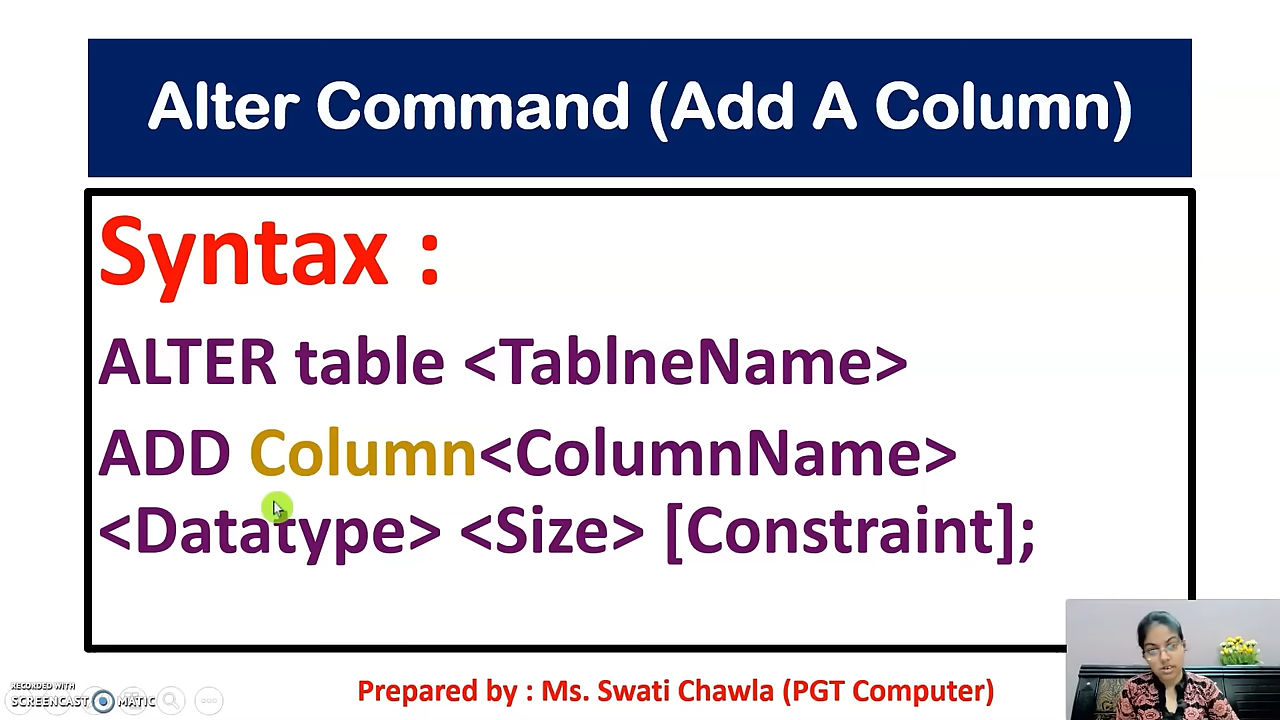 Alter Command (Add A Column)
Syntax :
ALTER table <TablneName>
ADD Column<ColumnName>
<Datatype> <Size> [Constraint];
Prepared by : Ms. Swati Chawla (PGT Computer)
RECORDED WITH
SCREENCAST MATIC